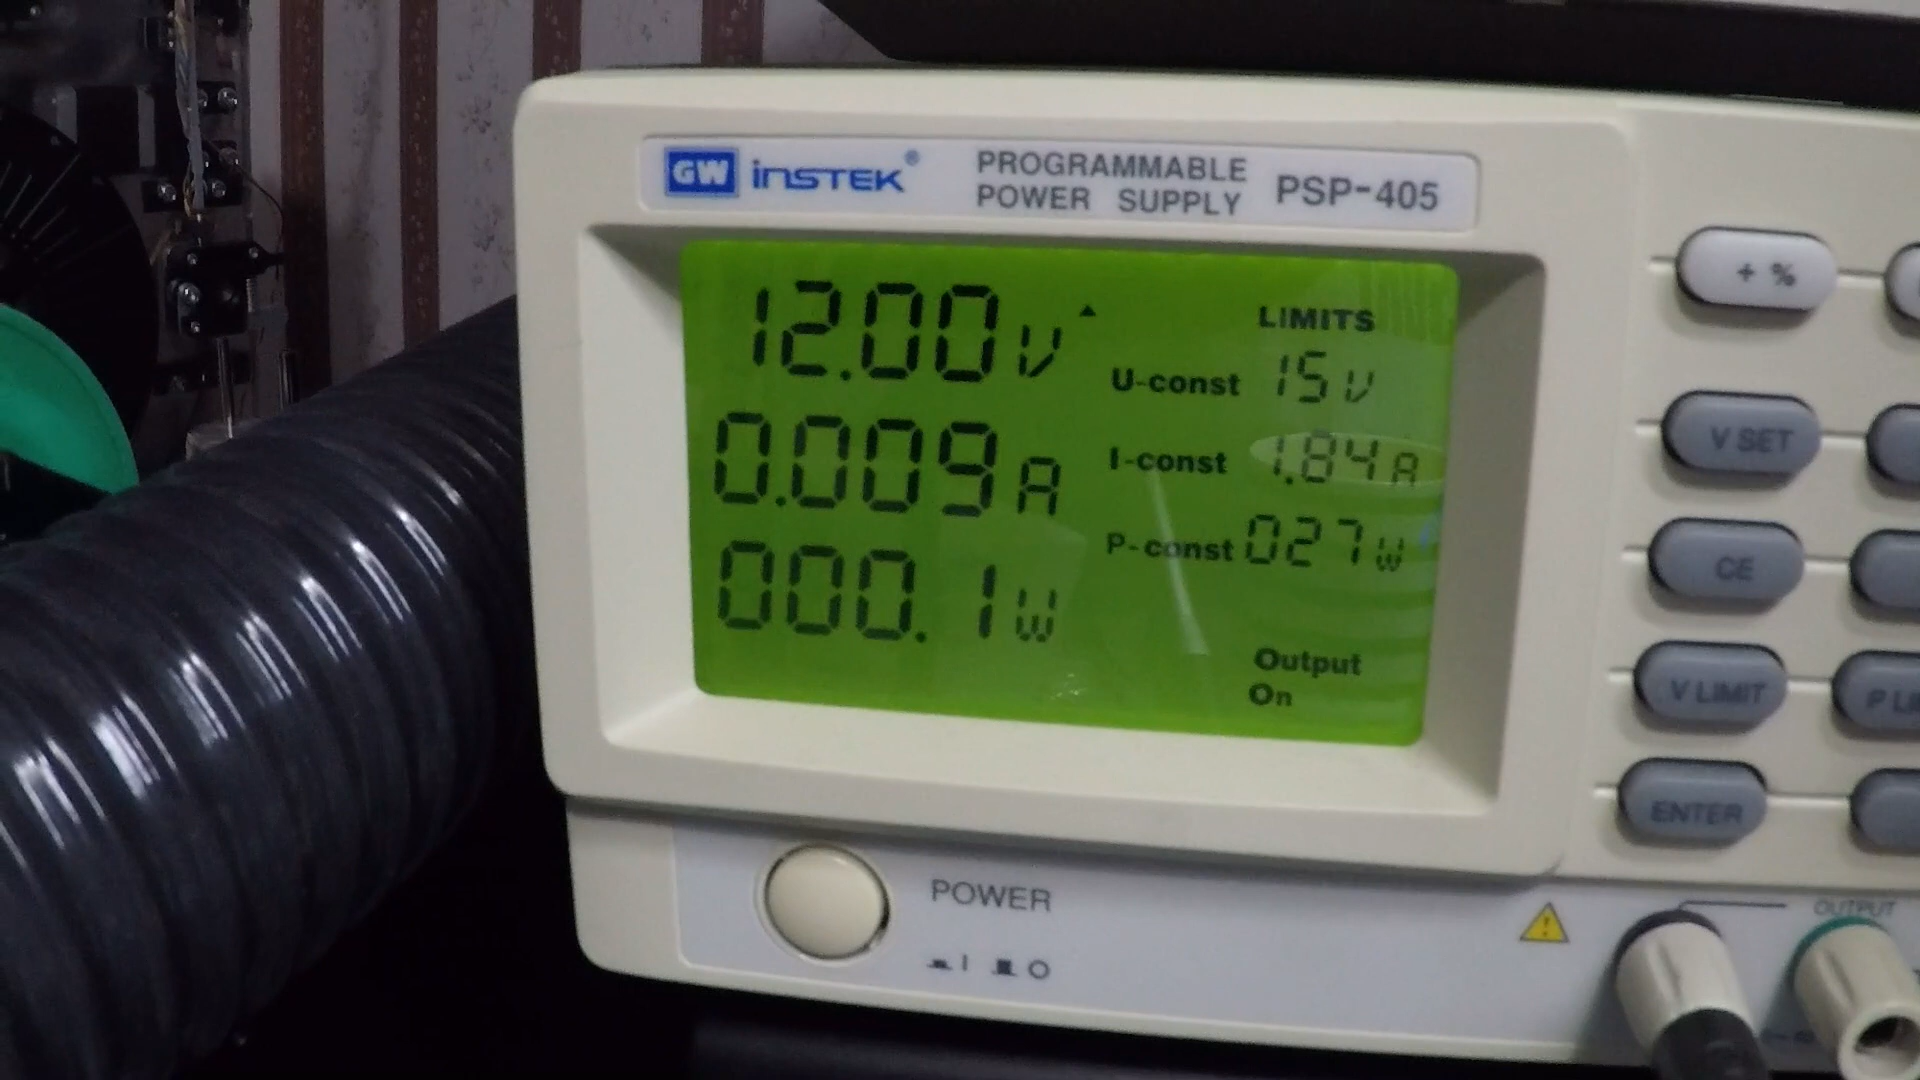 GW INSTEK®
PROGRAMMABLE
POWER SUPPLY
PSP-405
12.00V
0.009A
000.1W
LIMITS
U-const 15V
I-const 1.84A
P-const 027W
Output
On
+ %
V SET
CE
V LIMIT
ENTER
POWER
I O
OUTPUT